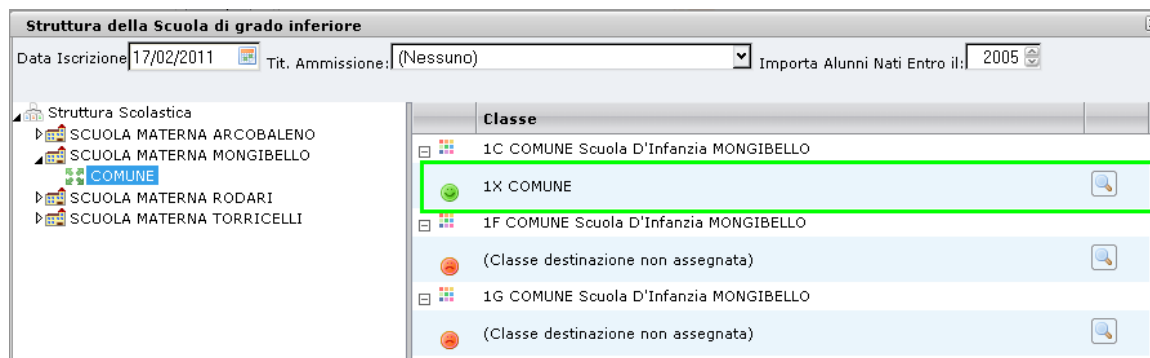 Struttura della Scuola di grado inferiore
Data Iscrizione 17/02/2011 Tit. Ammissione: (Nessuno) Importa Alunni Nati Entro il: 2005
Struttura Scolastica
SCUOLA MATERNA ARCOBALENO
SCUOLA MATERNA MONGIBELLO
COMUNE
SCUOLA MATERNA RODARI
SCUOLA MATERNA TORRICELLI
Classe
1C COMUNE Scuola D'Infanzia MONGIBELLO
1X COMUNE
1F COMUNE Scuola D'Infanzia MONGIBELLO
(Classe destinazione non assegnata)
1G COMUNE Scuola D'Infanzia MONGIBELLO
(Classe destinazione non assegnata)